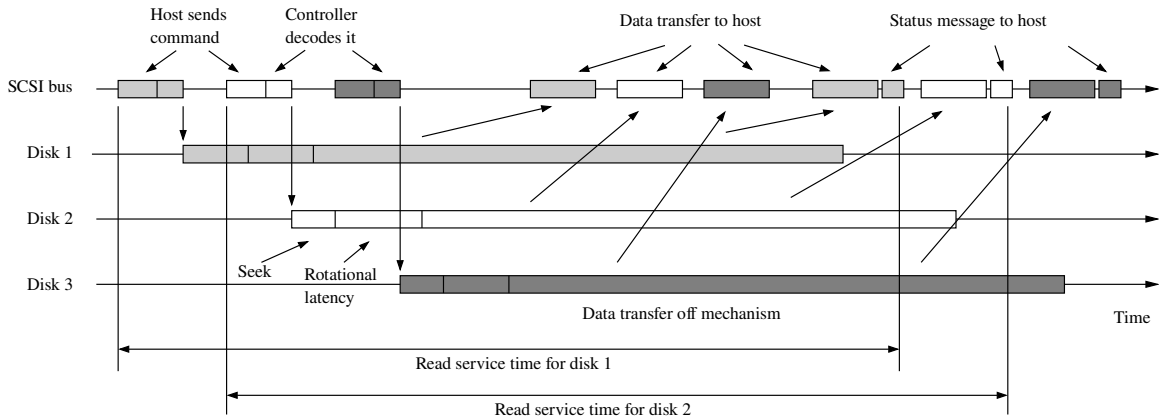 Host sends
command
Controller
decodes it
Data transfer to host
Status message to host
SCSI bus
Disk 1
Disk 2
Seek
Rotational
latency
Disk 3
Data transfer off mechanism
Time
Read service time for disk 1
Read service time for disk 2